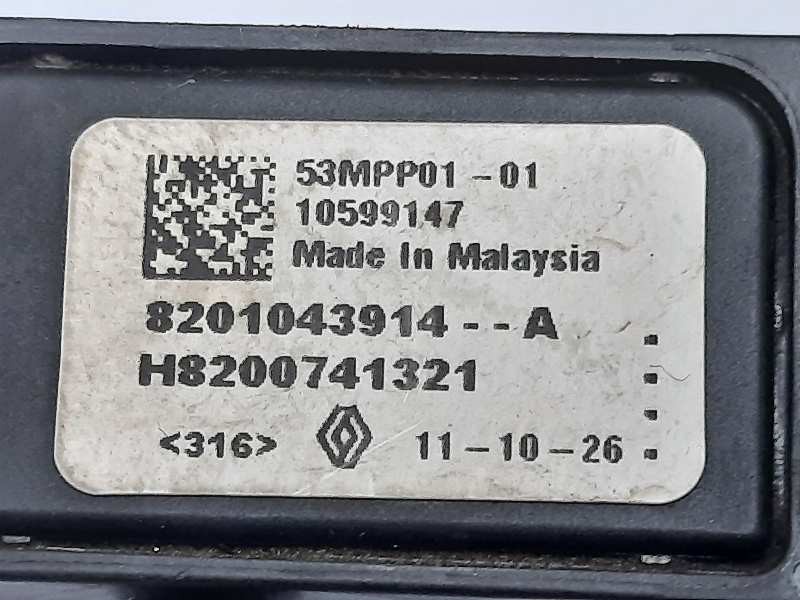 53MPP01-01
10599147
Made In Malaysia
8201043914--A
H8200741321
<316> 11-10-26